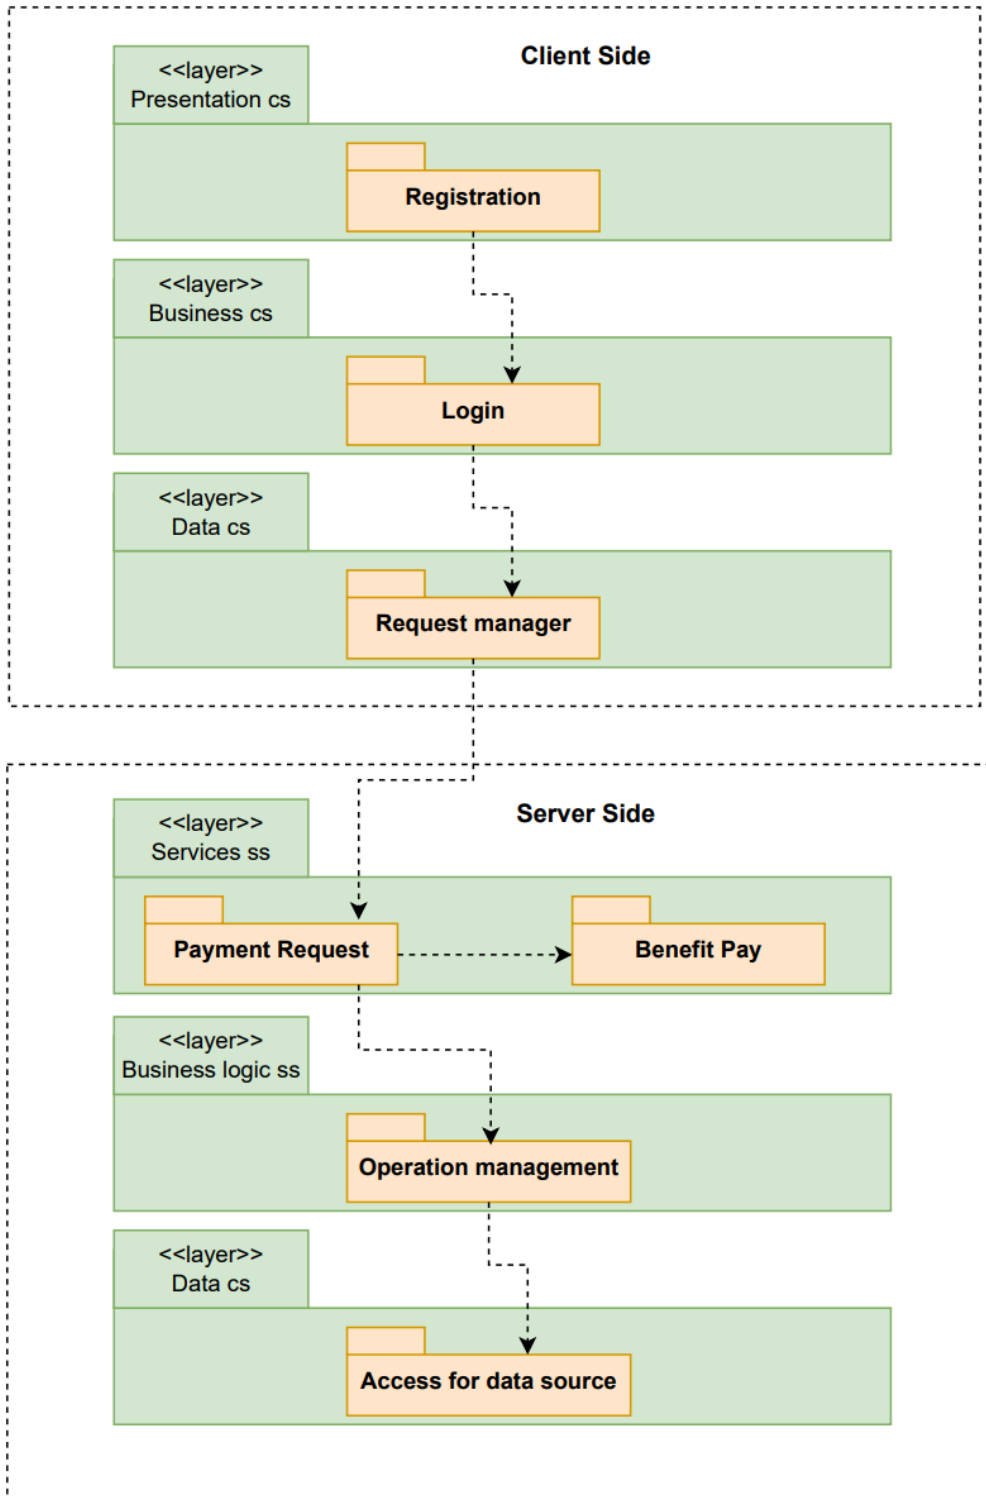 Client Side
<<layer>>
Presentation cs
Registration
<<layer>>
Business cs
Login
<<layer>>
Data cs
Request manager
Server Side
<<layer>>
Services ss
Payment Request
Benefit Pay
<<layer>>
Business logic ss
Operation management
<<layer>>
Data cs
Access for data source